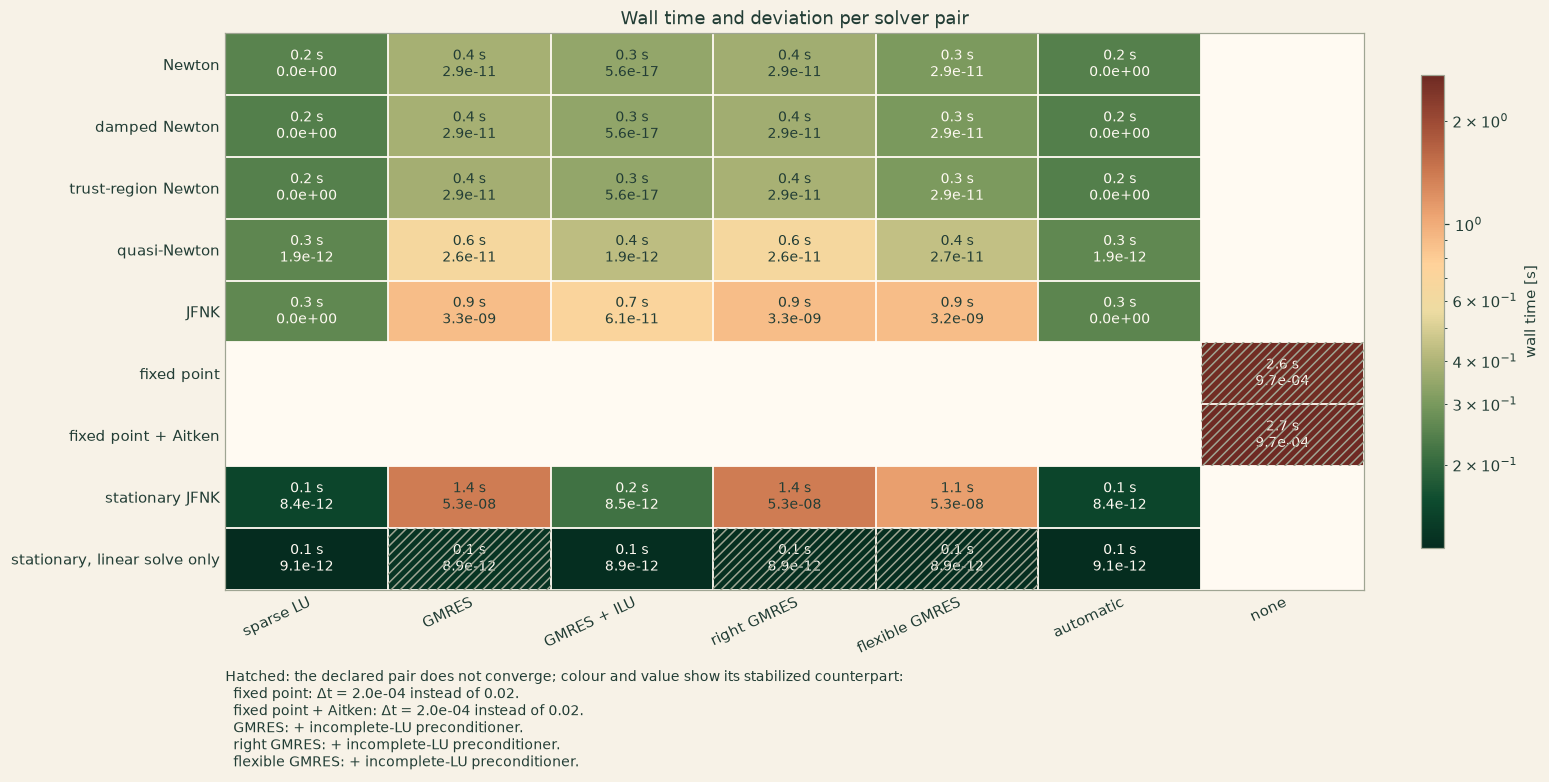 Wall time and deviation per solver pair
Newton
0.2 s 0.4 s 0.3 s 0.4 s 0.3 s 0.2 s
0.0e+00 2.9e-11 5.6e-17 2.9e-11 2.9e-11 0.0e+00
damped Newton
0.2 s 0.4 s 0.3 s 0.4 s 0.3 s 0.2 s
0.0e+00 2.9e-11 5.6e-17 2.9e-11 2.9e-11 0.0e+00
trust-region Newton
0.2 s 0.4 s 0.3 s 0.4 s 0.3 s 0.2 s
0.0e+00 2.9e-11 5.6e-17 2.9e-11 2.9e-11 0.0e+00
quasi-Newton
0.3 s 0.6 s 0.4 s 0.6 s 0.4 s 0.3 s
1.9e-12 2.6e-11 1.9e-12 2.6e-11 2.7e-11 1.9e-12
JFNK
0.3 s 0.9 s 0.7 s 0.9 s 0.9 s 0.3 s
0.0e+00 3.3e-09 6.1e-11 3.3e-09 3.2e-09 0.0e+00
fixed point
2.6 s
9.7e-04
fixed point + Aitken
2.7 s
9.7e-04
stationary JFNK
0.1 s 1.4 s 0.2 s 1.4 s 1.1 s 0.1 s
8.4e-12 5.3e-08 8.5e-12 5.3e-08 5.3e-08 8.4e-12
stationary, linear solve only
0.1 s 0.1 s 0.1 s 0.1 s 0.1 s 0.1 s
9.1e-12 8.9e-12 8.9e-12 8.9e-12 8.9e-12 9.1e-12
sparse LU
GMRES
GMRES + ILU
right GMRES
flexible GMRES
automatic
none
2 × 10⁰
10⁰
6 × 10⁻¹
4 × 10⁻¹
3 × 10⁻¹
2 × 10⁻¹
wall time [s]
Hatched: the declared pair does not converge; colour and value show its stabilized counterpart:
fixed point: Δt = 2.0e-04 instead of 0.02.
fixed point + Aitken: Δt = 2.0e-04 instead of 0.02.
GMRES: + incomplete-LU preconditioner.
right GMRES: + incomplete-LU preconditioner.
flexible GMRES: + incomplete-LU preconditioner.